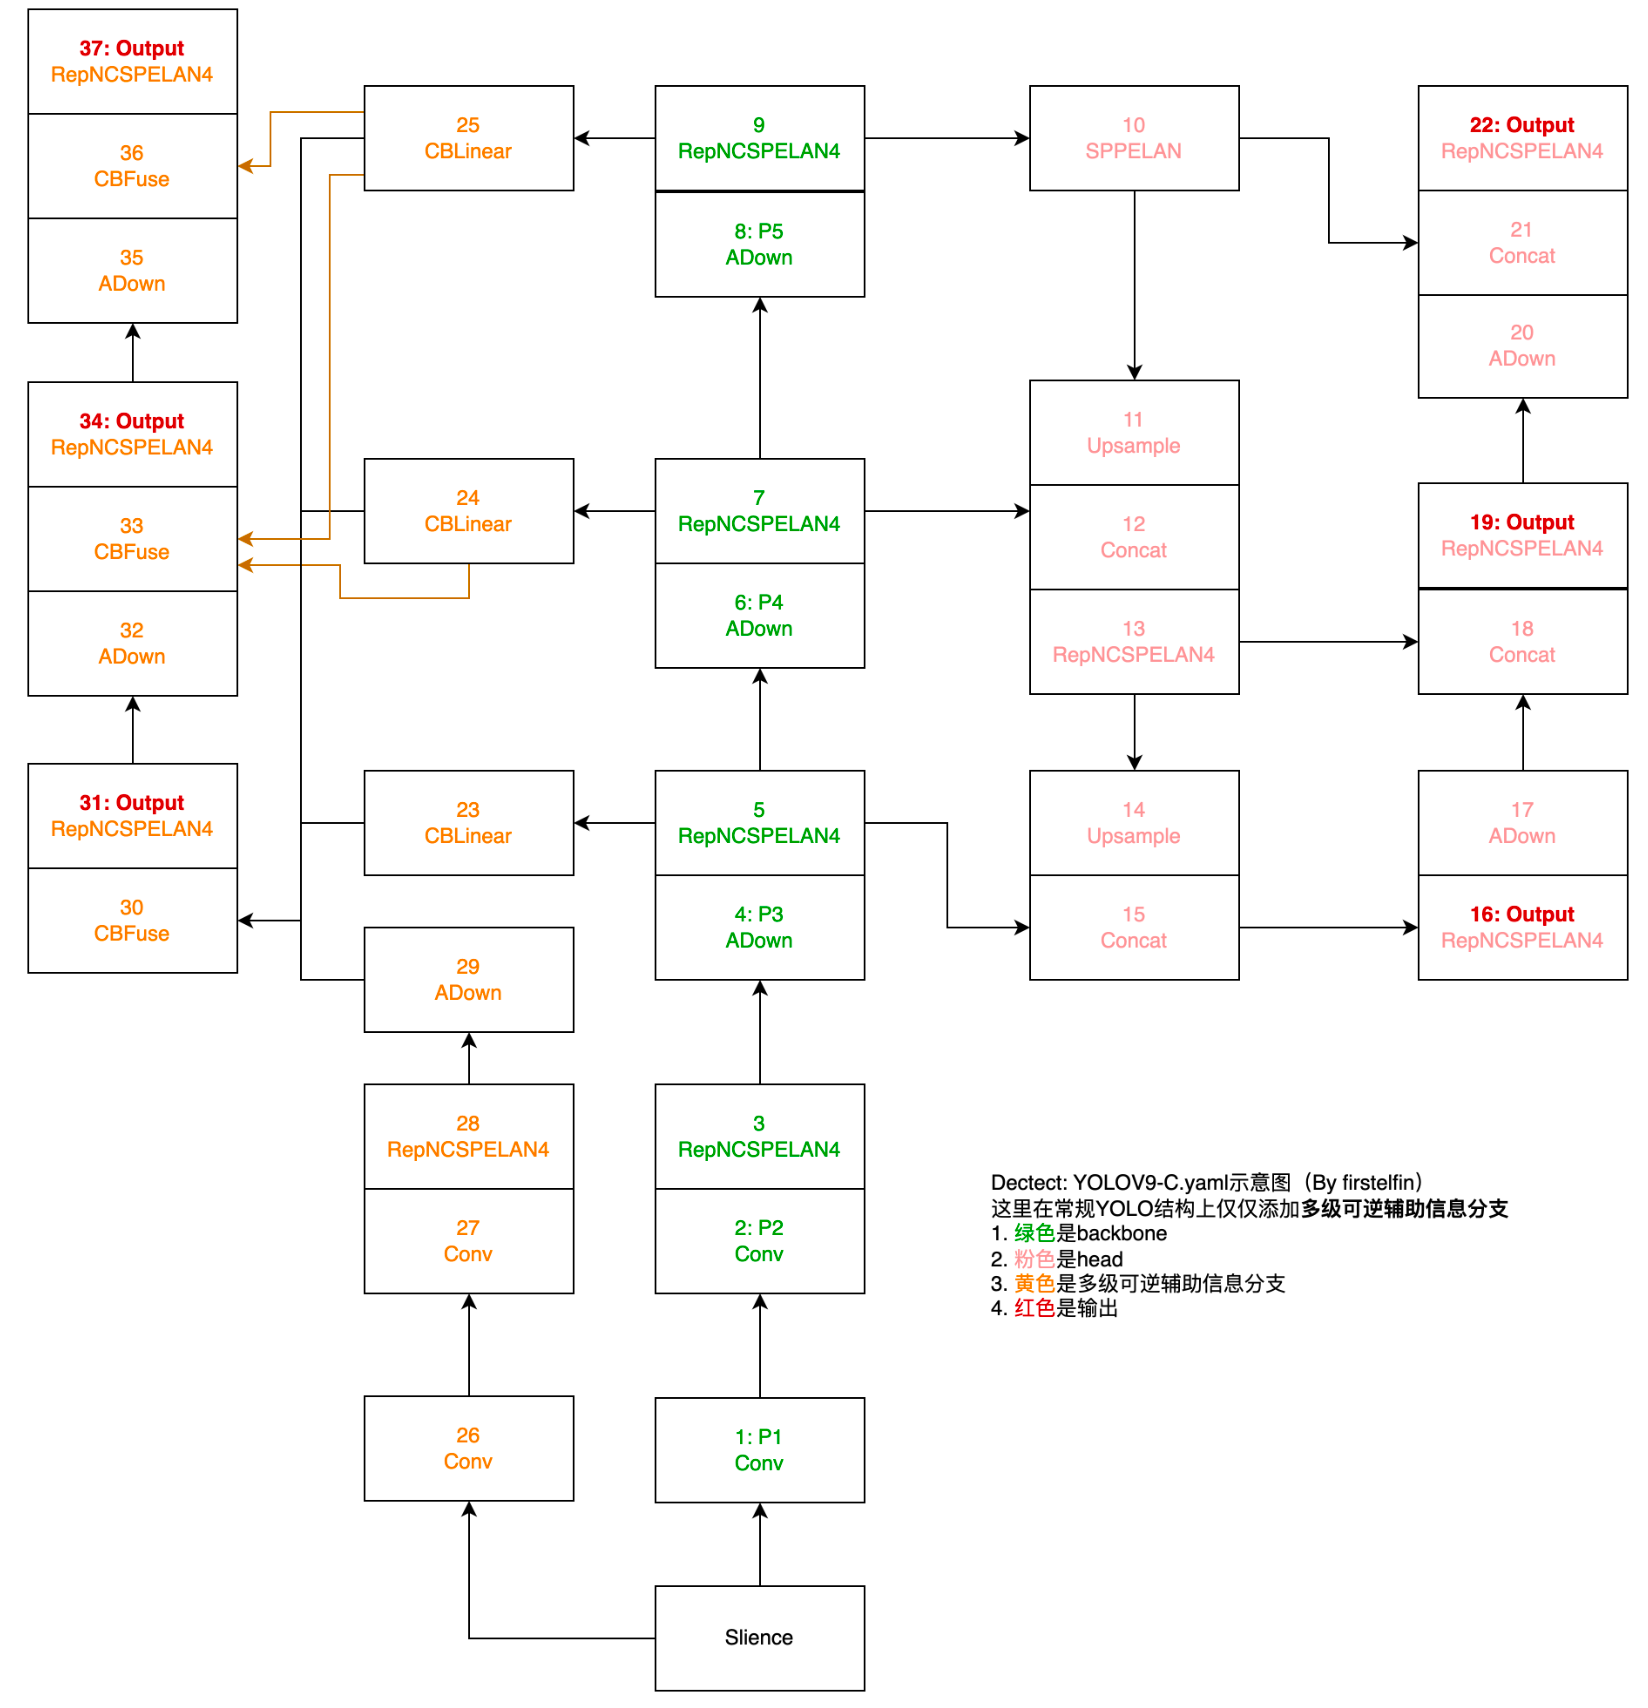 37: Output
RepNCSPELAN4
36
CBFuse
35
ADown
34: Output
RepNCSPELAN4
33
CBFuse
32
ADown
31: Output
RepNCSPELAN4
30
CBFuse
25
CBLinear
24
CBLinear
23
CBLinear
29
ADown
28
RepNCSPELAN4
27
Conv
26
Conv
9
RepNCSPELAN4
8: P5
ADown
7
RepNCSPELAN4
6: P4
ADown
5
RepNCSPELAN4
4: P3
ADown
3
RepNCSPELAN4
2: P2
Conv
1: P1
Conv
Slience
10
SPPELAN
11
Upsample
12
Concat
13
RepNCSPELAN4
14
Upsample
15
Concat
22: Output
RepNCSPELAN4
21
Concat
20
ADown
19: Output
RepNCSPELAN4
18
Concat
17
ADown
16: Output
RepNCSPELAN4
Dectect: YOLOV9-C.yaml示意图（By firstelfin）
这里在常规YOLO结构上仅仅添加多级可逆辅助信息分支
1. 绿色是backbone
2. 粉色是head
3. 黄色是多级可逆辅助信息分支
4. 红色是输出